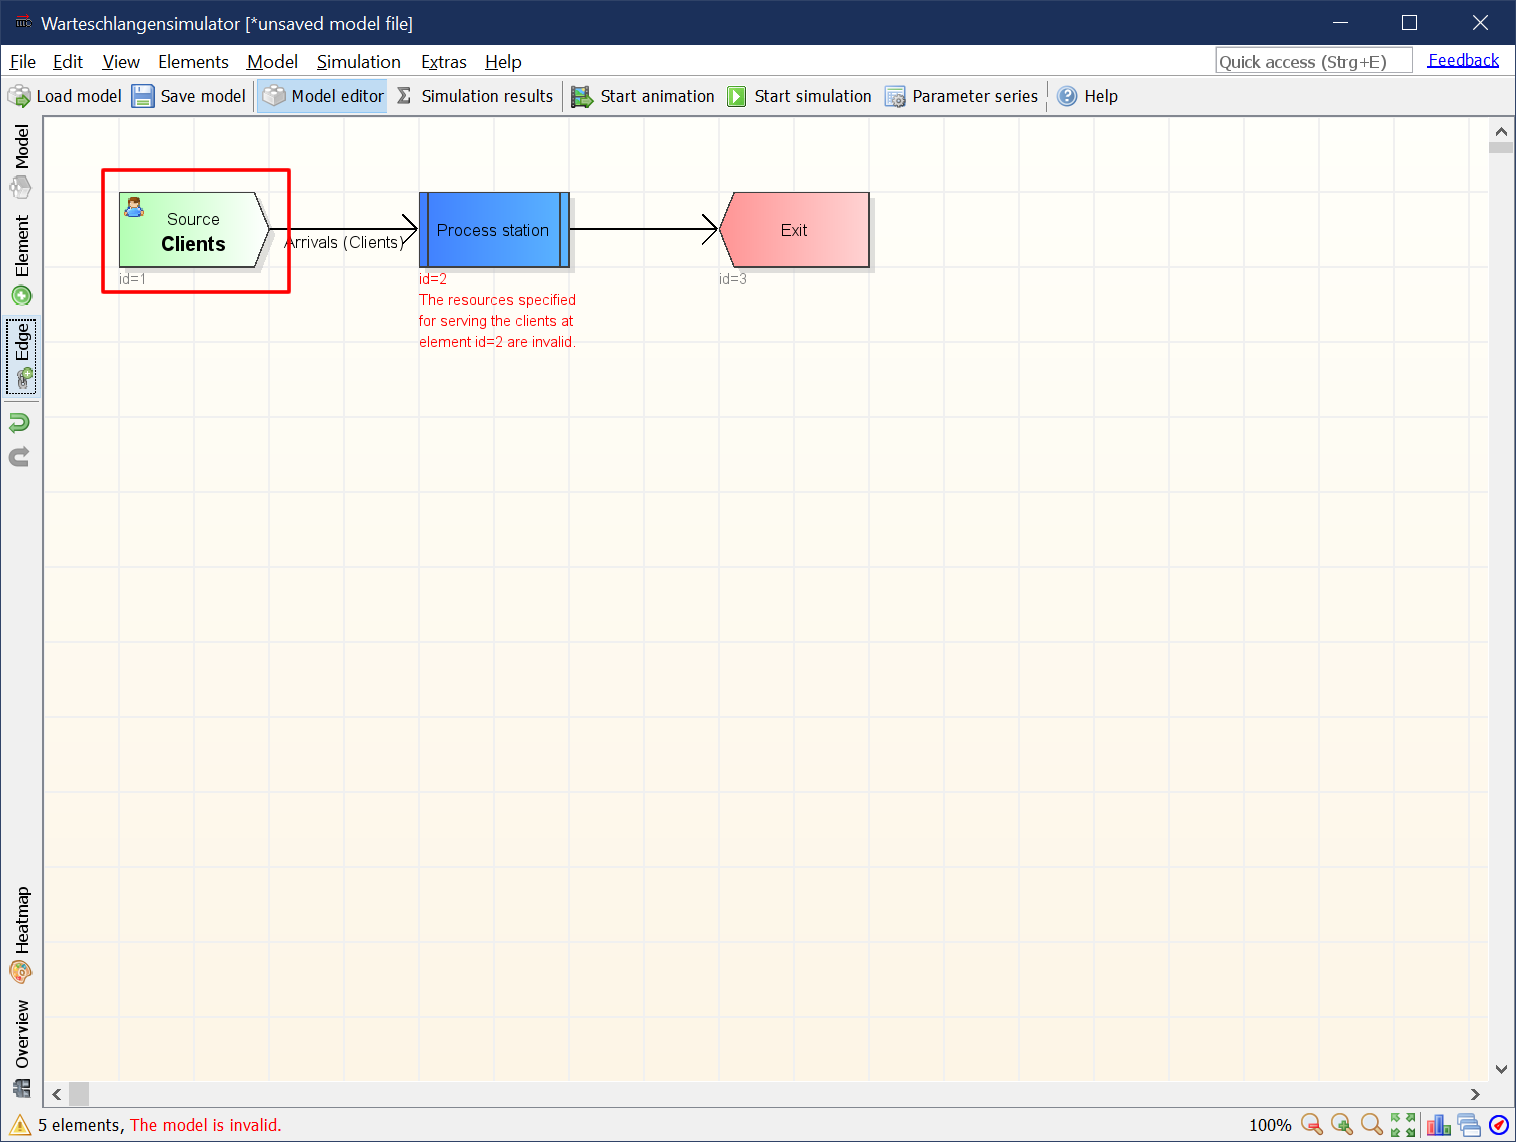 Warteschlangensimulator [*unsaved model file]
File Edit View Elements Model Simulation Extras Help
Quick access (Strg+E) Feedback
Load model Save model Model editor Simulation results Start animation Start simulation Parameter series Help
Model
Element
Edge
Source
Clients
id=1
Arrivals (Clients)
Process station
id=2
The resources specified
for serving the clients at
element id=2 are invalid.
Exit
id=3
Heatmap
Overview
5 elements, The model is invalid.
100%